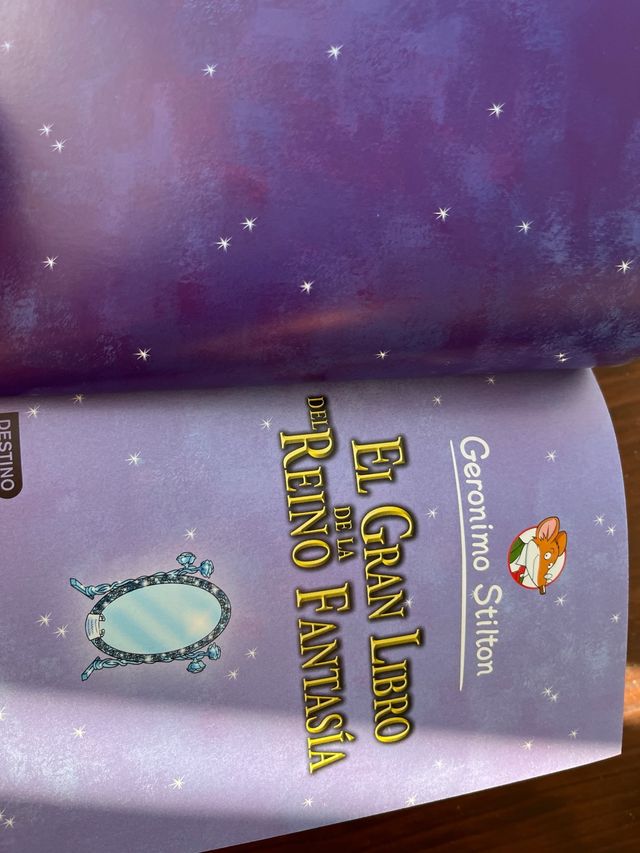 Geronimo Stilton
EL GRAN LIBRO
DEL REINO DE LA FANTASÍA
DESTINO